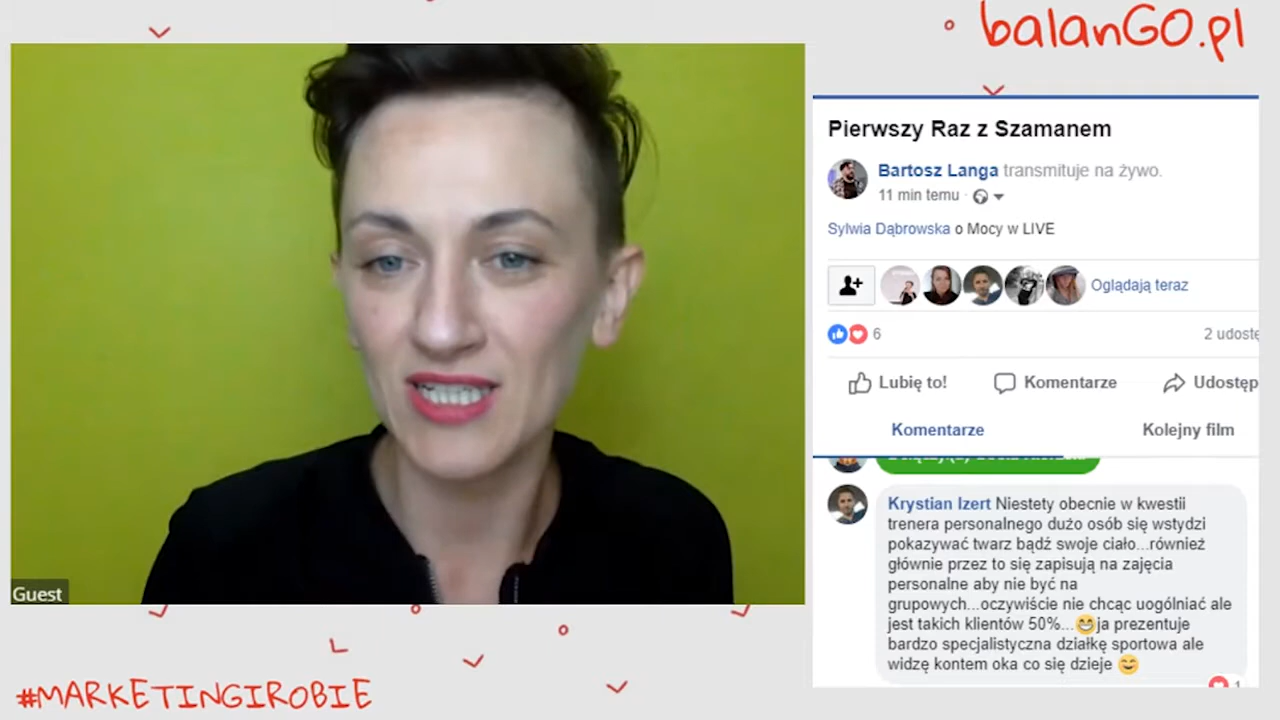 balanGO.pl
Pierwszy Raz z Szamanem
Bartosz Langa transmituje na żywo.
11 min temu
Sylwia Dąbrowska o Mocy w LIVE
Oglądają teraz
6
2 udostę
Lubię to!
Komentarze
Udostęp
Komentarze
Kolejny film
Krystian Izert Niestety obecnie w kwestii
trenera personalnego dużo osób się wstydzi
pokazywać twarz bądź swoje ciało...również
głównie przez to się zapisują na zajęcia
personalne aby nie być na
grupowych...oczywiście nie chcąc uogólniać ale
jest takich klientów 50%...😁ja prezentuje
bardzo specjalistyczna działkę sportowa ale
widzę kontem oka co się dzieje 😄
1
Guest
#MARKETINGIROBIE